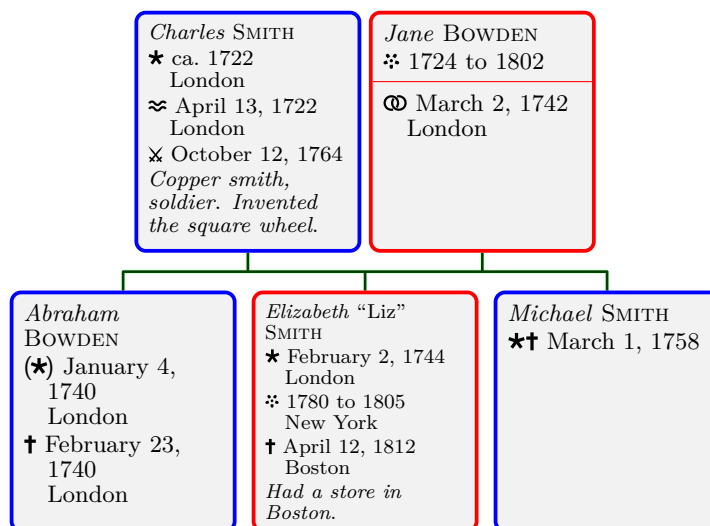 Charles SMITH
★ ca. 1722
London
≈ April 13, 1722
London
⚔ October 12, 1764
Copper smith,
soldier. Invented
the square wheel.
Jane BOWDEN
⁘ 1724 to 1802
⚭ March 2, 1742
London
Abraham
BOWDEN
(★) January 4,
1740
London
✝ February 23,
1740
London
Elizabeth “Liz”
SMITH
★ February 2, 1744
London
⁘ 1780 to 1805
New York
✝ April 12, 1812
Boston
Had a store in
Boston.
Michael SMITH
★✝ March 1, 1758